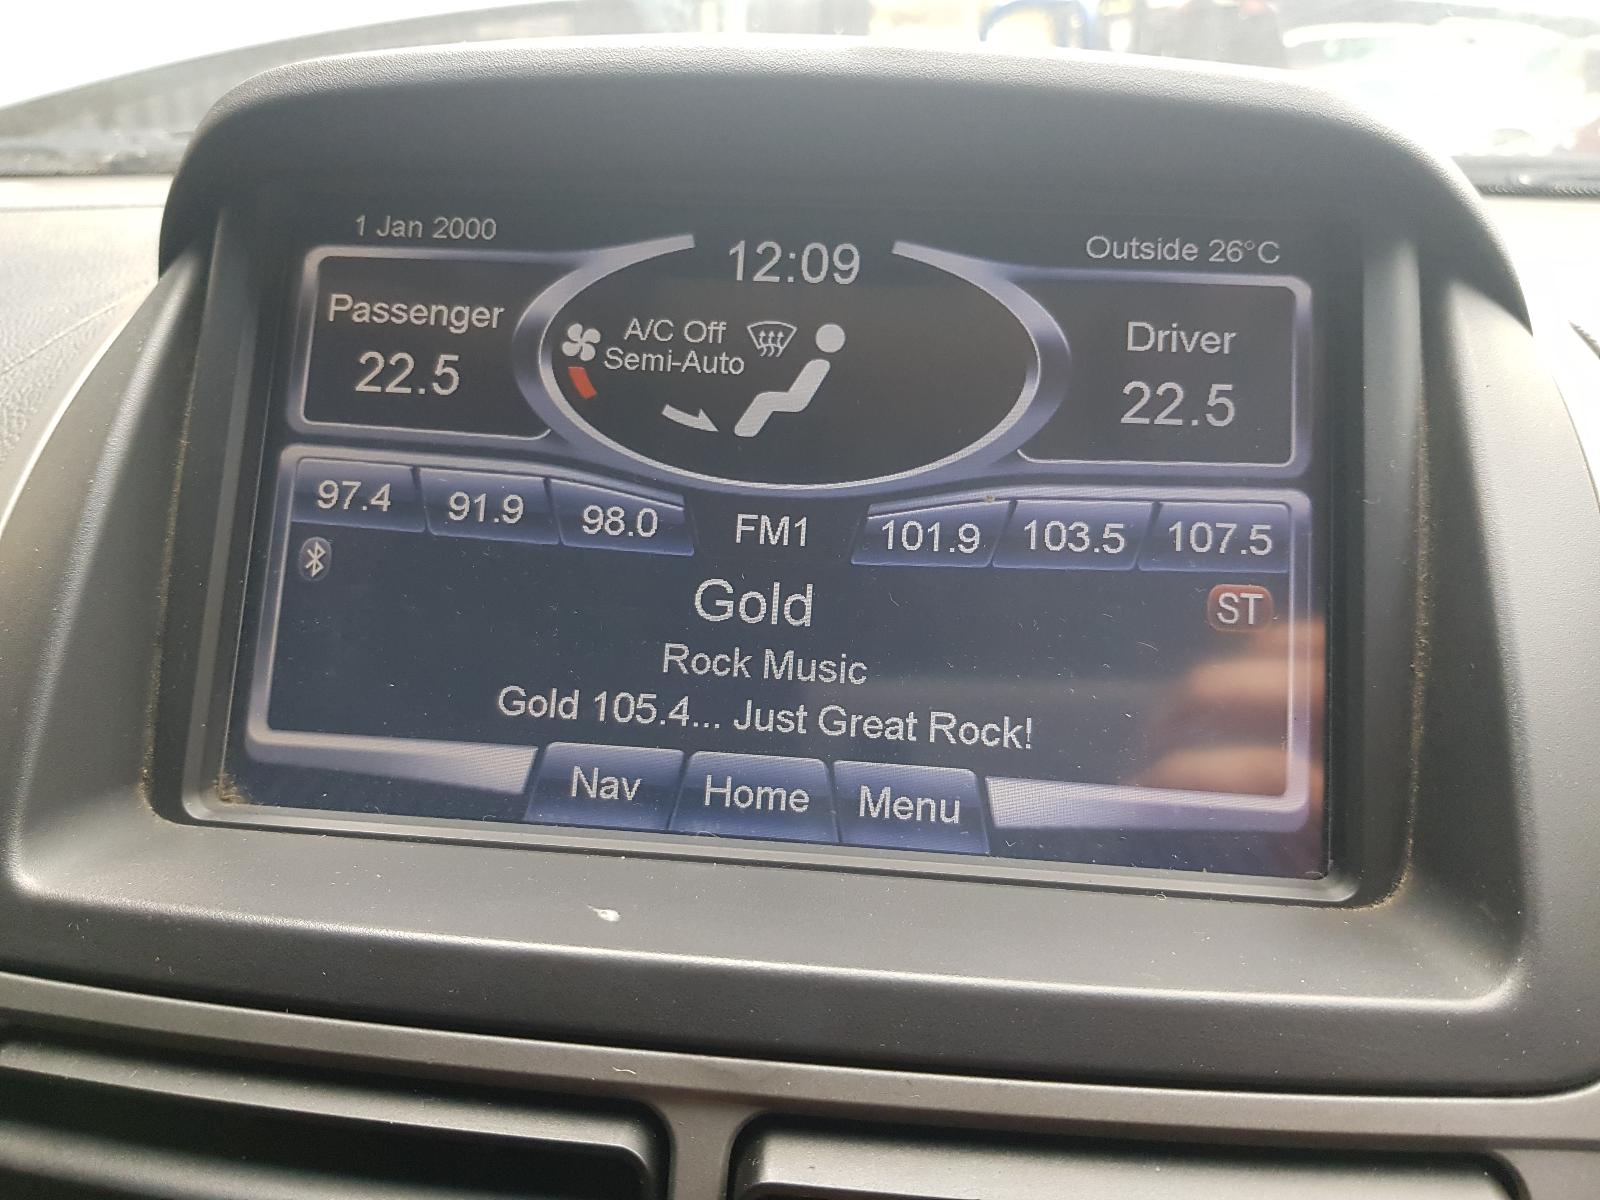 1 Jan 2000
12:09
Outside 26°C
Passenger
22.5
A/C Off
Semi-Auto
Driver
22.5
97.4 91.9 98.0 FM1 101.9 103.5 107.5
Gold
ST
Rock Music
Gold 105.4... Just Great Rock!
Nav Home Menu